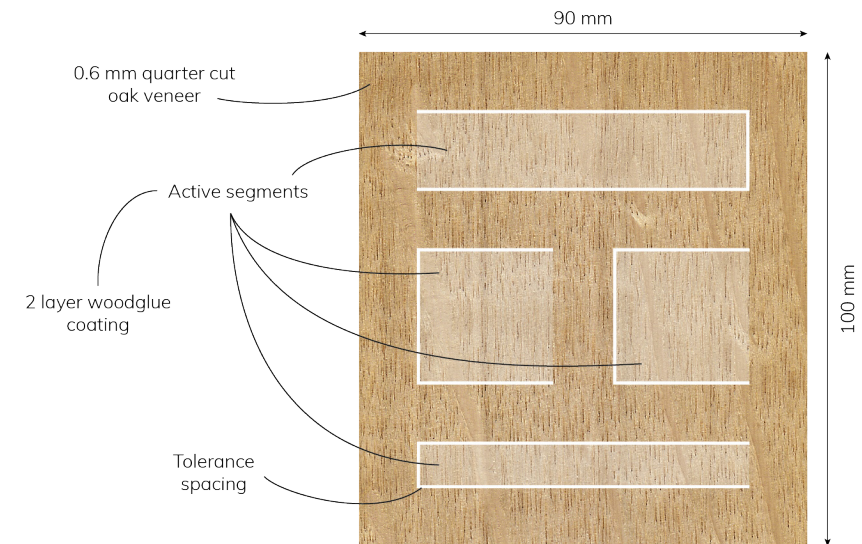 90 mm
0.6 mm quarter cut
oak veneer
Active segments
2 layer woodglue
coating
100 mm
Tolerance
spacing